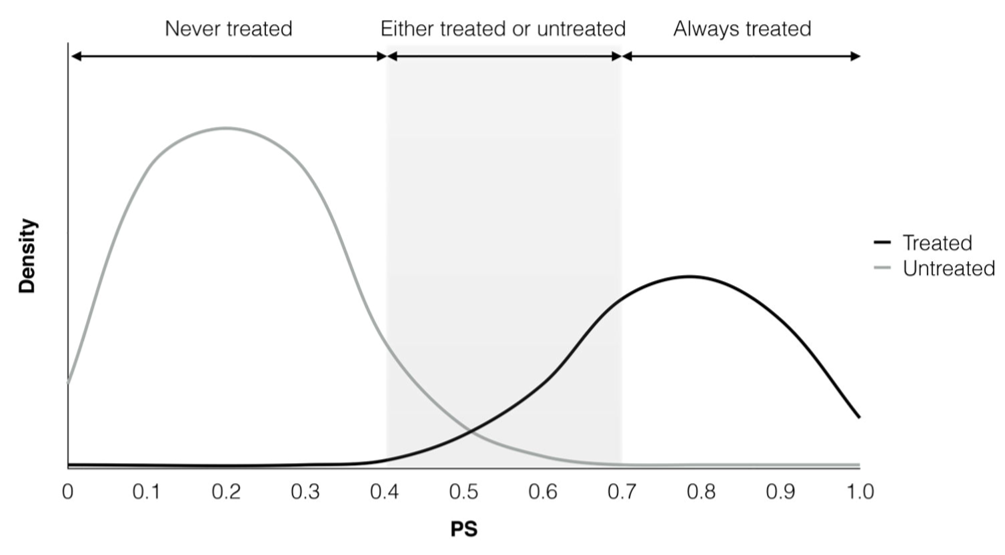 Never treated
Either treated or untreated
Always treated
Density
Treated
Untreated
0 0.1 0.2 0.3 0.4 0.5 0.6 0.7 0.8 0.9 1.0
PS